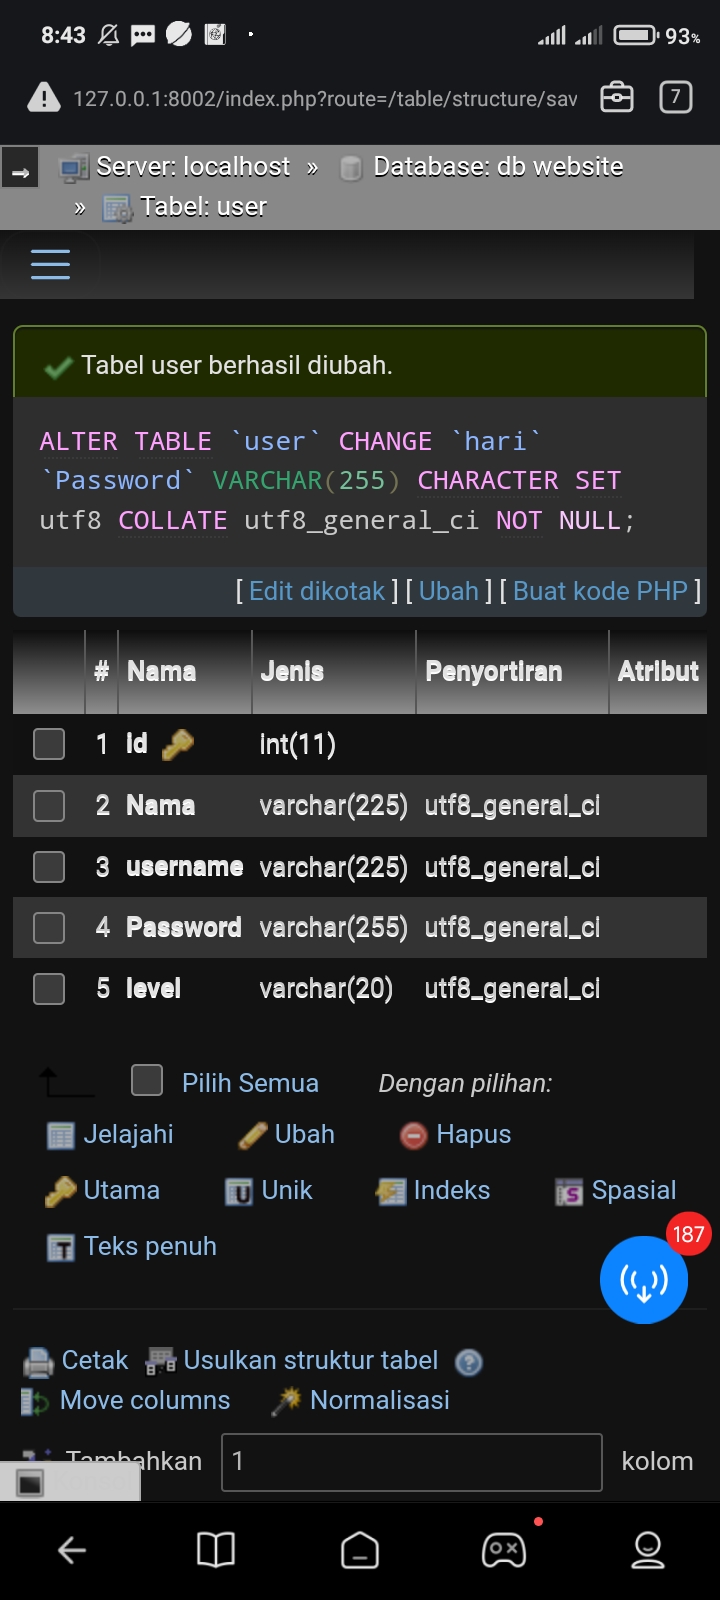 8:43
93%
127.0.0.1:8002/index.php?route=/table/structure/sav
7
Server: localhost » Database: db website
» Tabel: user
Tabel user berhasil diubah.
ALTER TABLE `user` CHANGE `hari`
`Password` VARCHAR(255) CHARACTER SET
utf8 COLLATE utf8_general_ci NOT NULL;
[ Edit dikotak ] [ Ubah ] [ Buat kode PHP ]
# Nama Jenis Penyortiran Atribut
1 id int(11)
2 Nama varchar(225) utf8_general_ci
3 username varchar(225) utf8_general_ci
4 Password varchar(255) utf8_general_ci
5 level varchar(20) utf8_general_ci
Pilih Semua Dengan pilihan:
Jelajahi Ubah Hapus
Utama Unik Indeks Spasial
Teks penuh
187
Cetak Usulkan struktur tabel
Move columns Normalisasi
Tambahkan 1 kolom